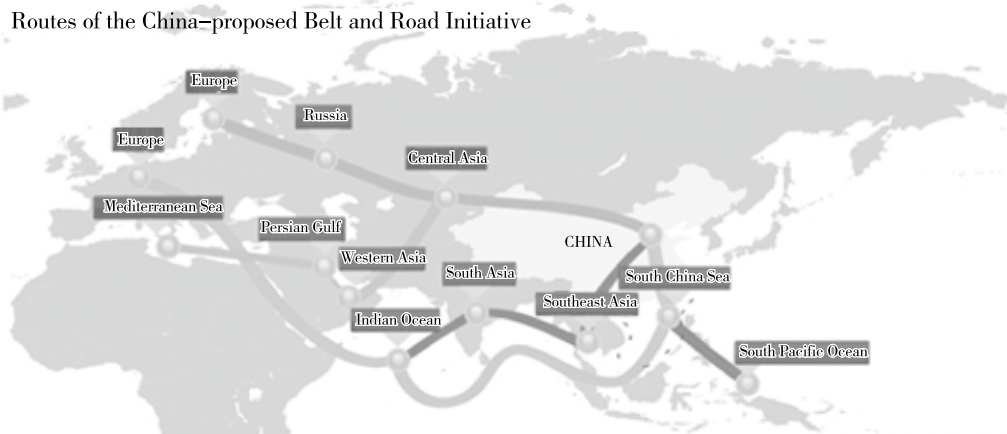 Routes of the China–proposed Belt and Road Initiative
Europe
Russia
Europe
Central Asia
Mediterranean Sea
Persian Gulf
CHINA
Western Asia
South Asia
South China Sea
Southeast Asia
Indian Ocean
South Pacific Ocean